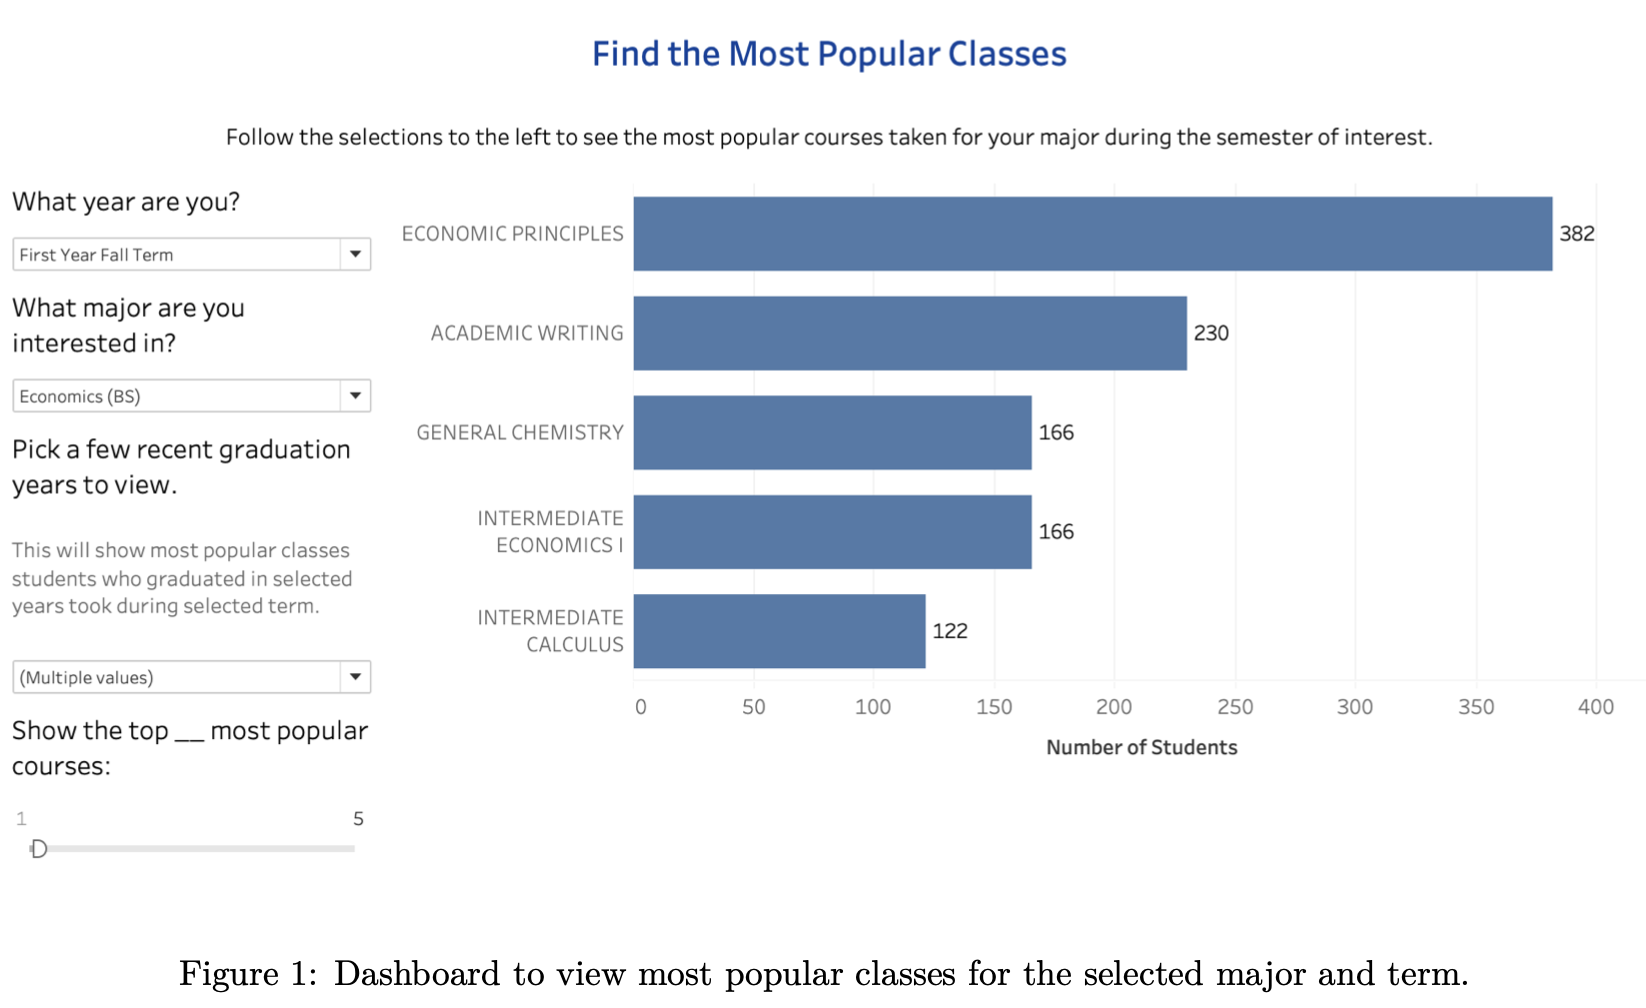 Find the Most Popular Classes
Follow the selections to the left to see the most popular courses taken for your major during the semester of interest.
What year are you?
First Year Fall Term
What major are you
interested in?
Economics (BS)
Pick a few recent graduation
years to view.
This will show most popular classes
students who graduated in selected
years took during selected term.
(Multiple values)
Show the top __ most popular
courses:
1 5
ECONOMIC PRINCIPLES 382
ACADEMIC WRITING 230
GENERAL CHEMISTRY 166
INTERMEDIATE
ECONOMICS I 166
INTERMEDIATE
CALCULUS 122
0 50 100 150 200 250 300 350 400
Number of Students
Figure 1: Dashboard to view most popular classes for the selected major and term.